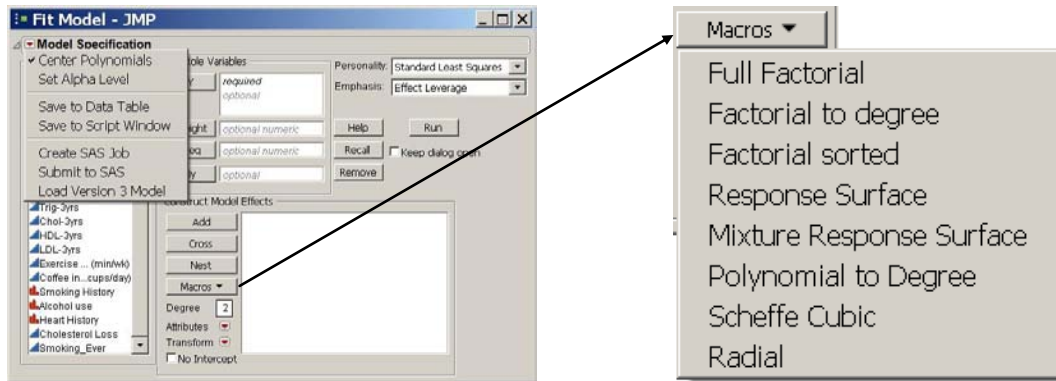 Fit Model - JMP
Model Specification
Center Polynomials
Set Alpha Level
Save to Data Table
Save to Script Window
Create SAS Job
Submit to SAS
Load Version 3 Model
Variables
required
optional
optional numeric
optional numeric
optional
Personality: Standard Least Squares
Emphasis: Effect Leverage
Help Run
Recall Keep dialog open
Remove
Trig-3yrs
Chol-3yrs
HDL-3yrs
LDL-3yrs
Exercise ... (min/wk)
Coffee in...cups/day)
Smoking History
Alcohol use
Heart History
Cholesterol Loss
Smoking_Ever
Construct Model Effects
Add
Cross
Nest
Macros
Degree 2
Attributes
Transform
No Intercept
Macros
Full Factorial
Factorial to degree
Factorial sorted
Response Surface
Mixture Response Surface
Polynomial to Degree
Scheffe Cubic
Radial